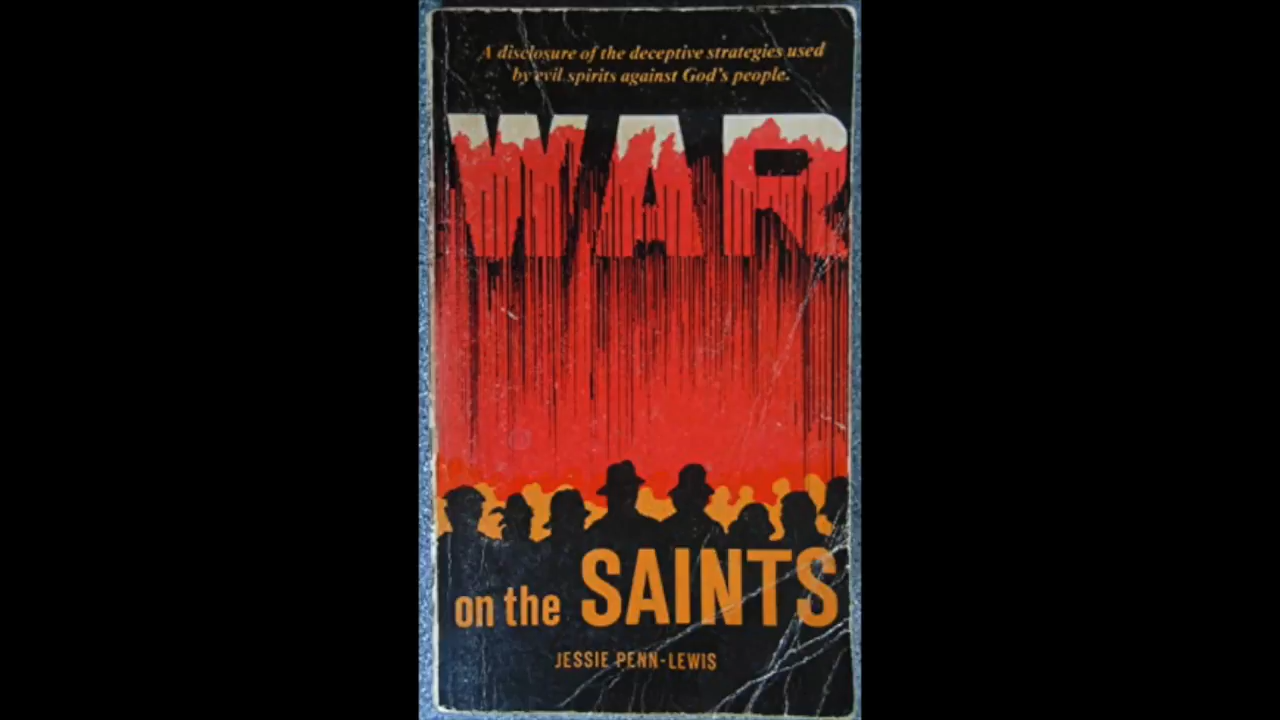 A disclosure of the deceptive strategies used
by evil spirits against God's people.
WAR
on the SAINTS
JESSIE PENN-LEWIS